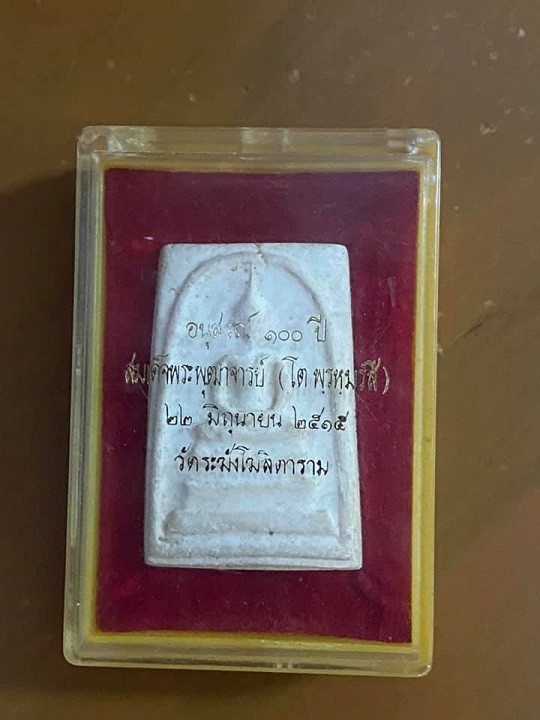 อนุสรณ์ ๑๐๐ ปี
สมเด็จพระพุฒาจารย์ (โต พฺรหฺมรํสี)
๒๒ มิถุนายน ๒๕๑๕
วัดระฆังโฆสิตาราม